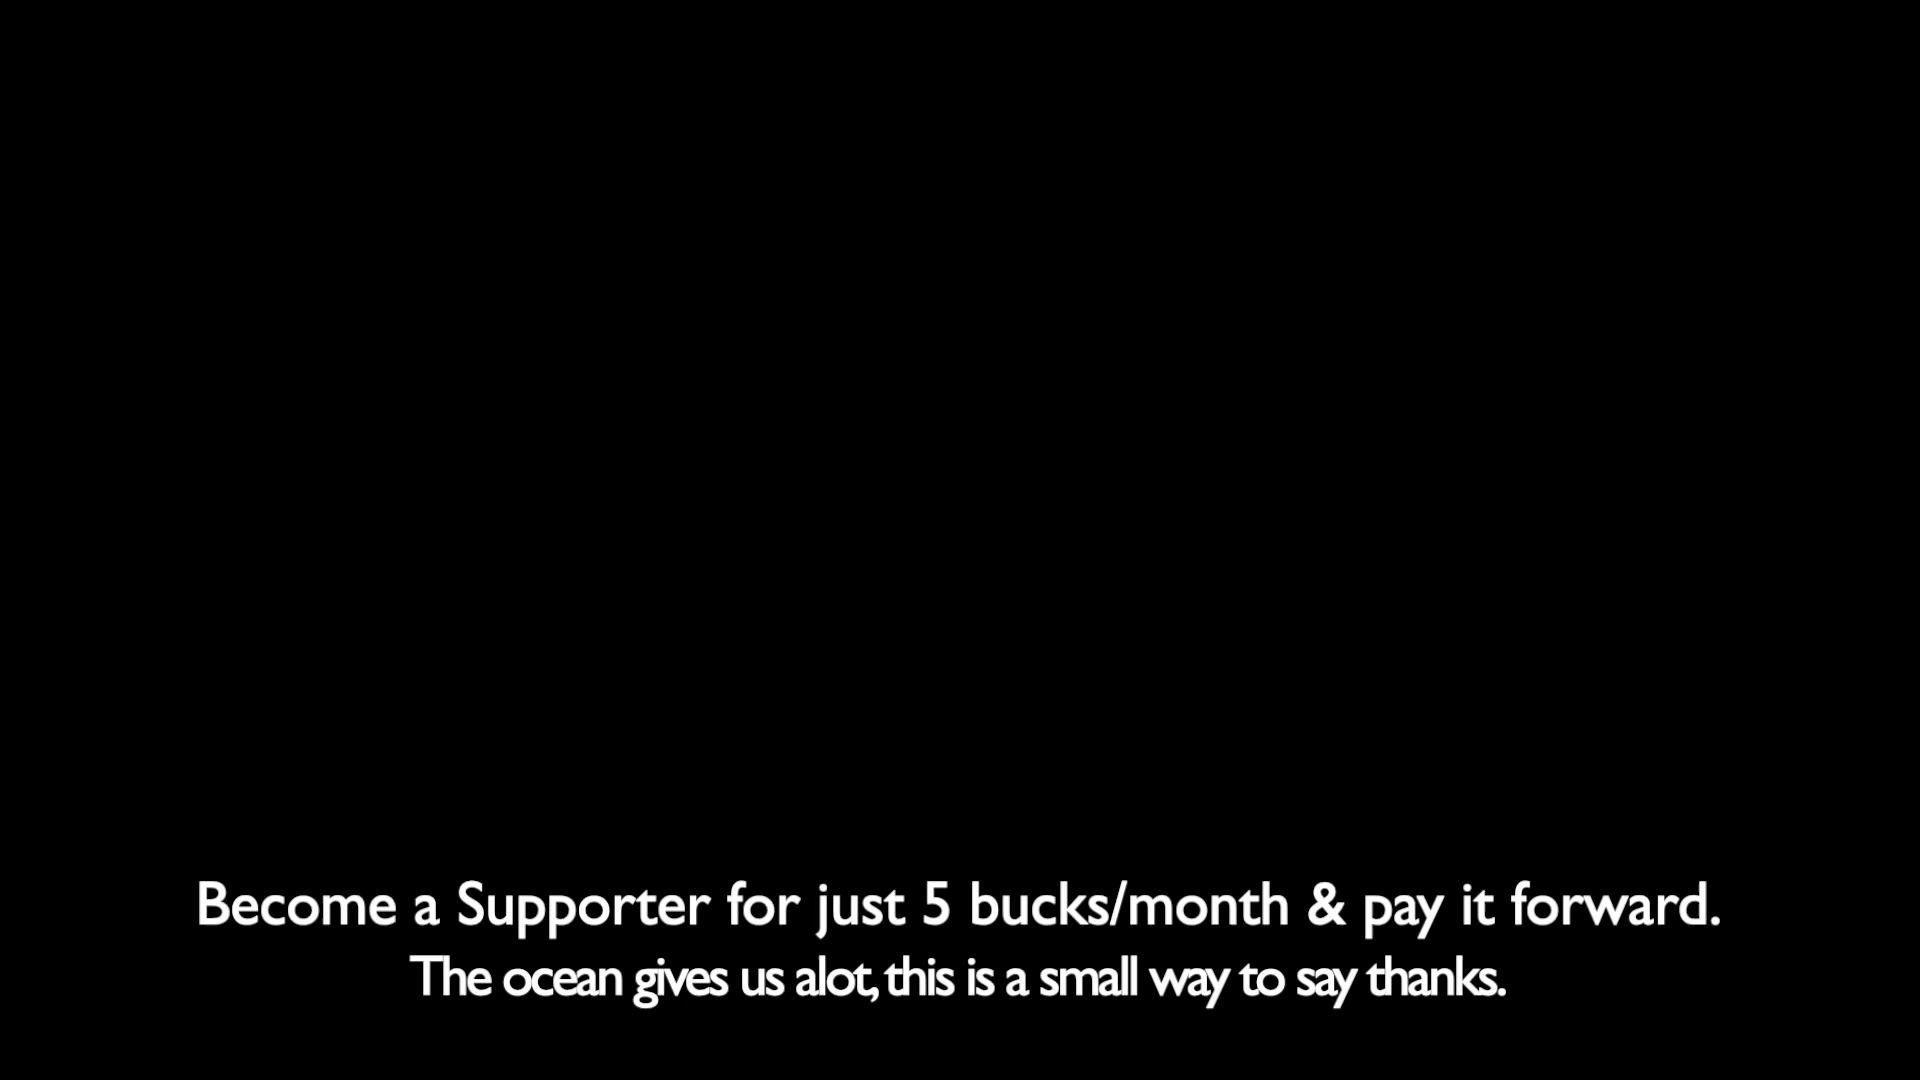 Become a Supporter for just 5 bucks/month & pay it forward.
The ocean gives us alot, this is a small way to say thanks.